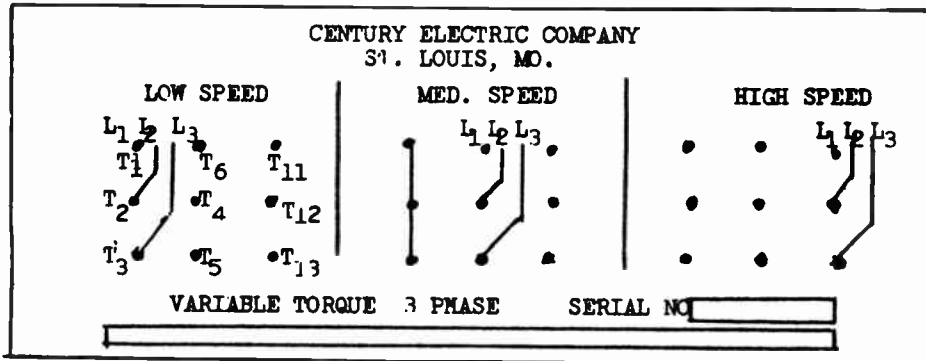 CENTURY ELECTRIC COMPANY
ST. LOUIS, MO.
LOW SPEED
MED. SPEED
HIGH SPEED
L1 L2 L3
L1 L2 L3
L1 L2 L3
T1 T6 T11
T2 T4 T12
T3 T5 T13
VARIABLE TORQUE 3 PHASE
SERIAL NO